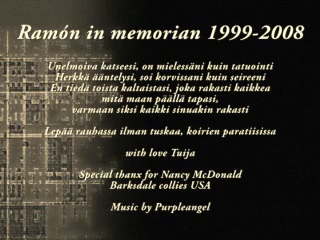 Ramón in memorian 1999-2008
Unelmoiva katseesi, on mielessäni kuin tatuointi
Herkkä ääntelysi, soi korvissani kuin seireeni
En tiedä toista kaltaistasi, joka rakasti kaikkea
mitä maan päällä tapasi,
varmaan siksi kaikki sinuakin rakasti
Lepää rauhassa ilman tuskaa, koirien paratiisissa
with love Tuija
Special thanx for Nancy McDonald
Barksdale collies USA
Music by Purpleangel